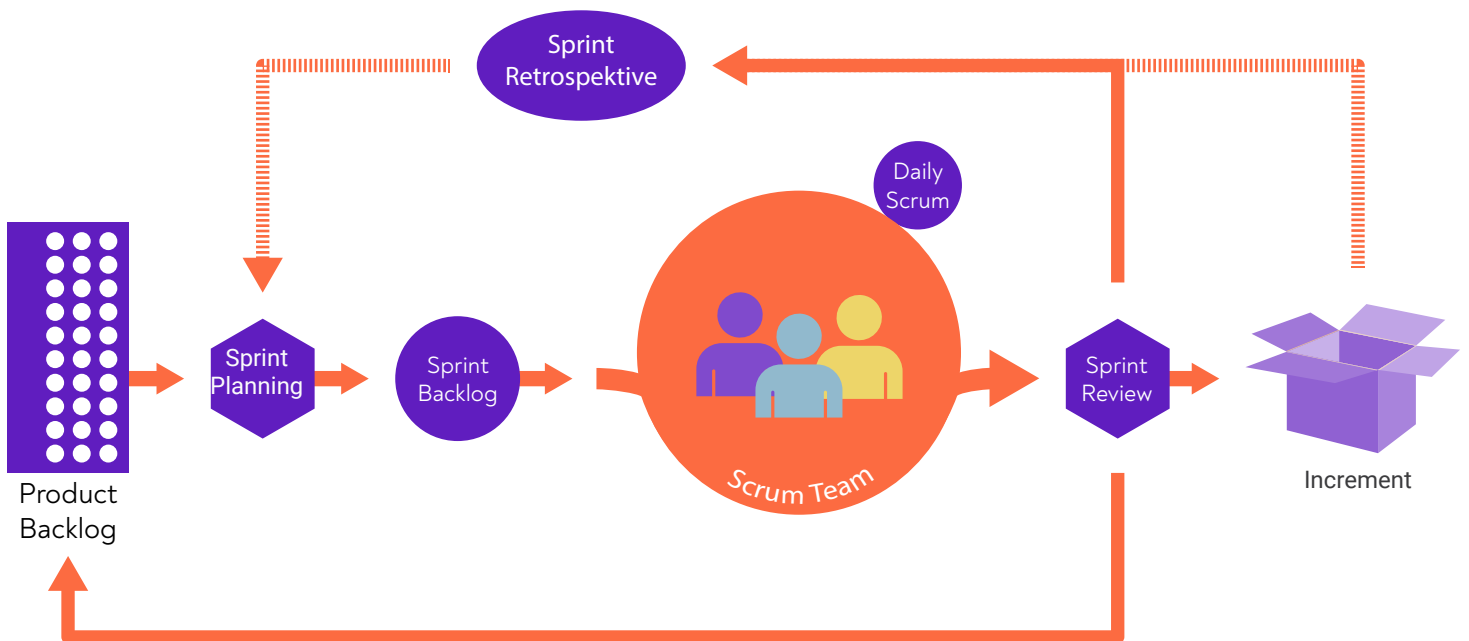 Sprint
Retrospektive
Daily
Scrum
Product
Backlog
Sprint
Planning
Sprint
Backlog
Scrum Team
Sprint
Review
Increment